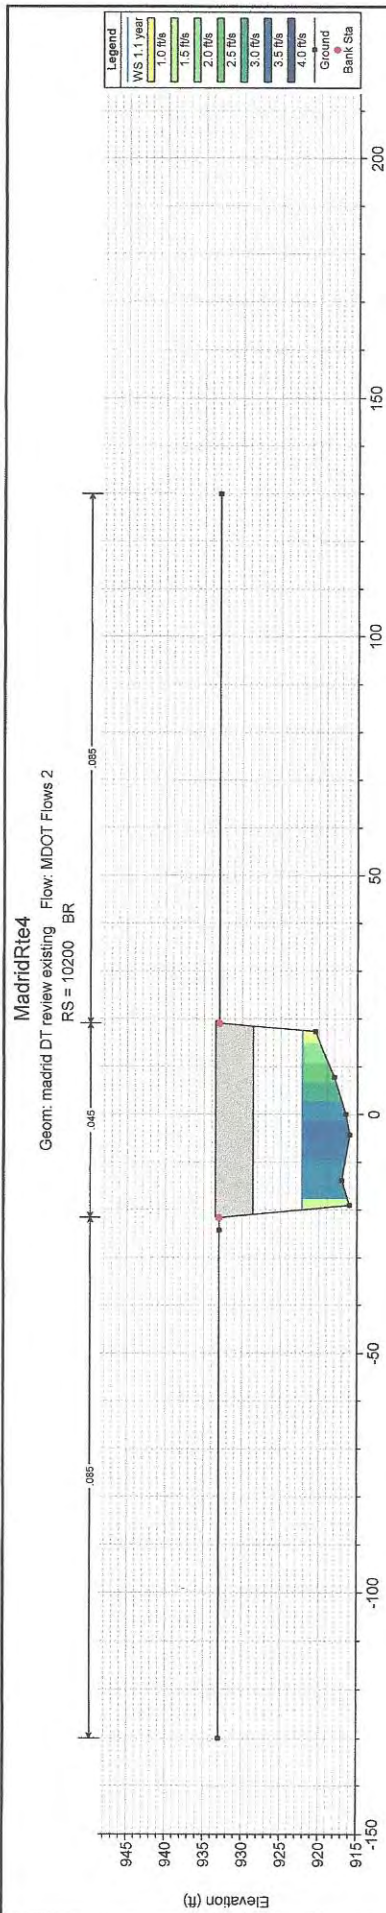 MadridRte4
Geom: madrid DT review existing Flow: MDOT Flows 2
RS = 10200 BR
.085
.045
.085
Legend
WS 1.1 year
1.0 ft/s
1.5 ft/s
2.0 ft/s
2.5 ft/s
3.0 ft/s
3.5 ft/s
4.0 ft/s
Ground
Bank Sta
Elevation (ft)
945
940
935
930
925
920
915
-150
-100
-50
0
50
100
150
200